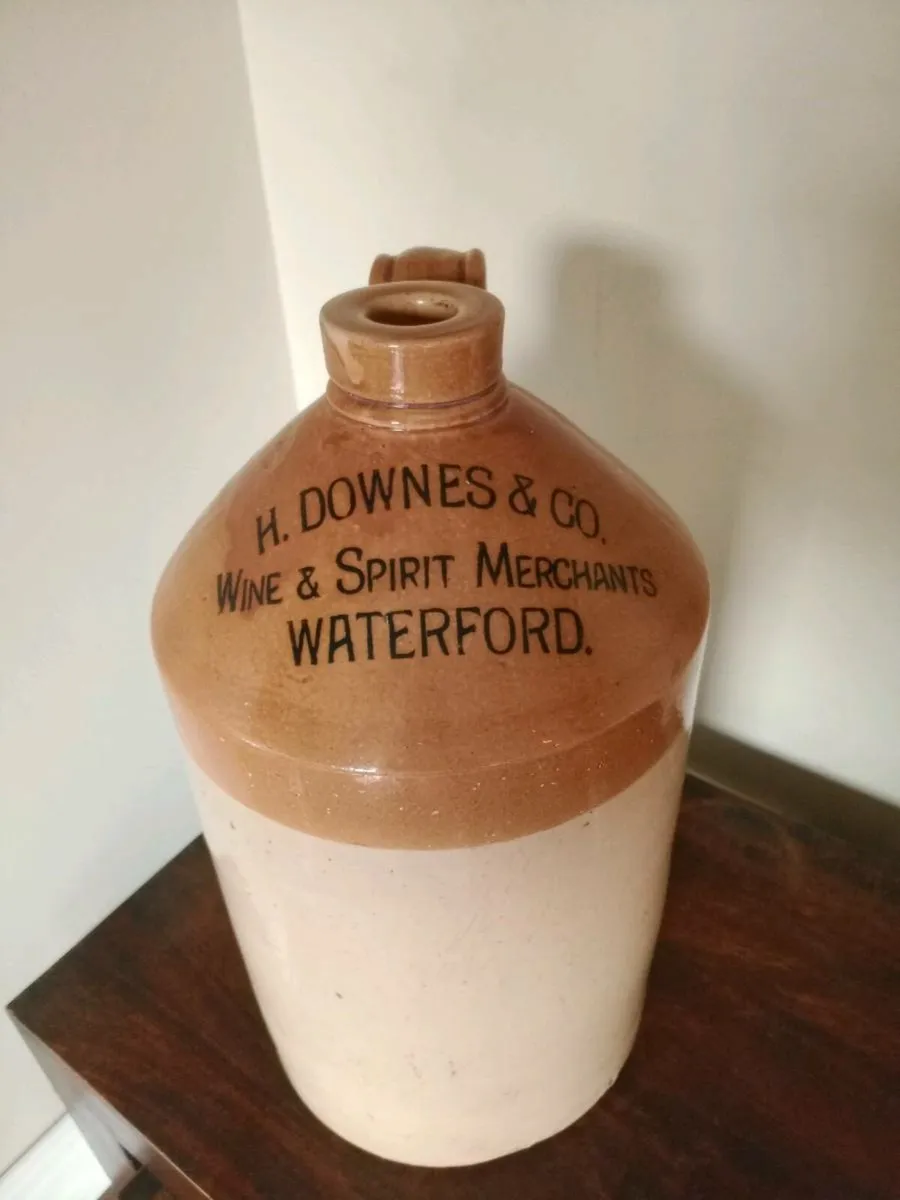 H. DOWNES & CO.
WINE & SPIRIT MERCHANTS
WATERFORD.